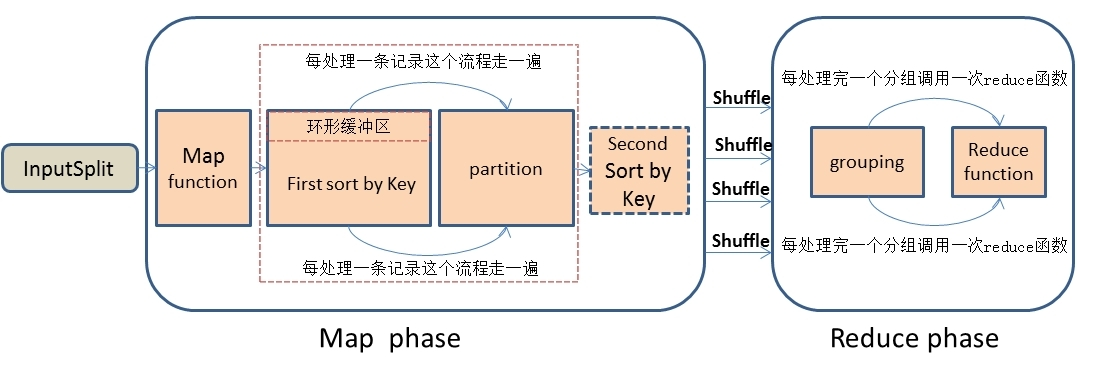 InputSplit
Map
function
每处理一条记录这个流程走一遍
环形缓冲区
First sort by Key
partition
每处理一条记录这个流程走一遍
Second
Sort by
Key
Map phase
Shuffle
Shuffle
Shuffle
Shuffle
每处理完一个分组调用一次reduce函数
grouping
Reduce
function
每处理完一个分组调用一次reduce函数
Reduce phase